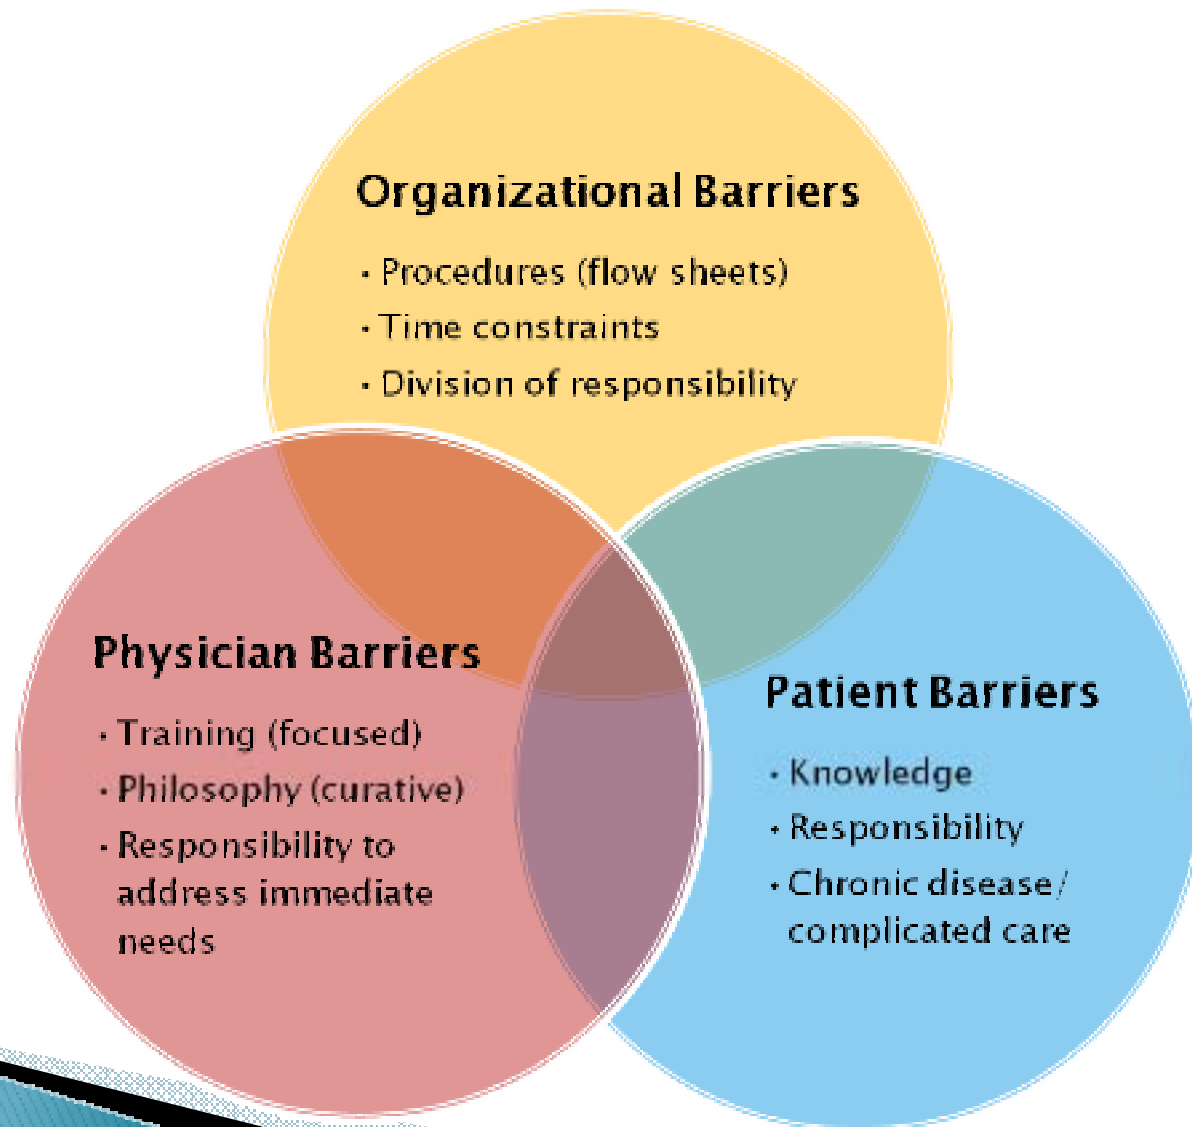 Organizational Barriers
• Procedures (flow sheets)
• Time constraints
• Division of responsibility
Physician Barriers
• Training (focused)
• Philosophy (curative)
• Responsibility to
address immediate
needs
Patient Barriers
• Knowledge
• Responsibility
• Chronic disease/
complicated care